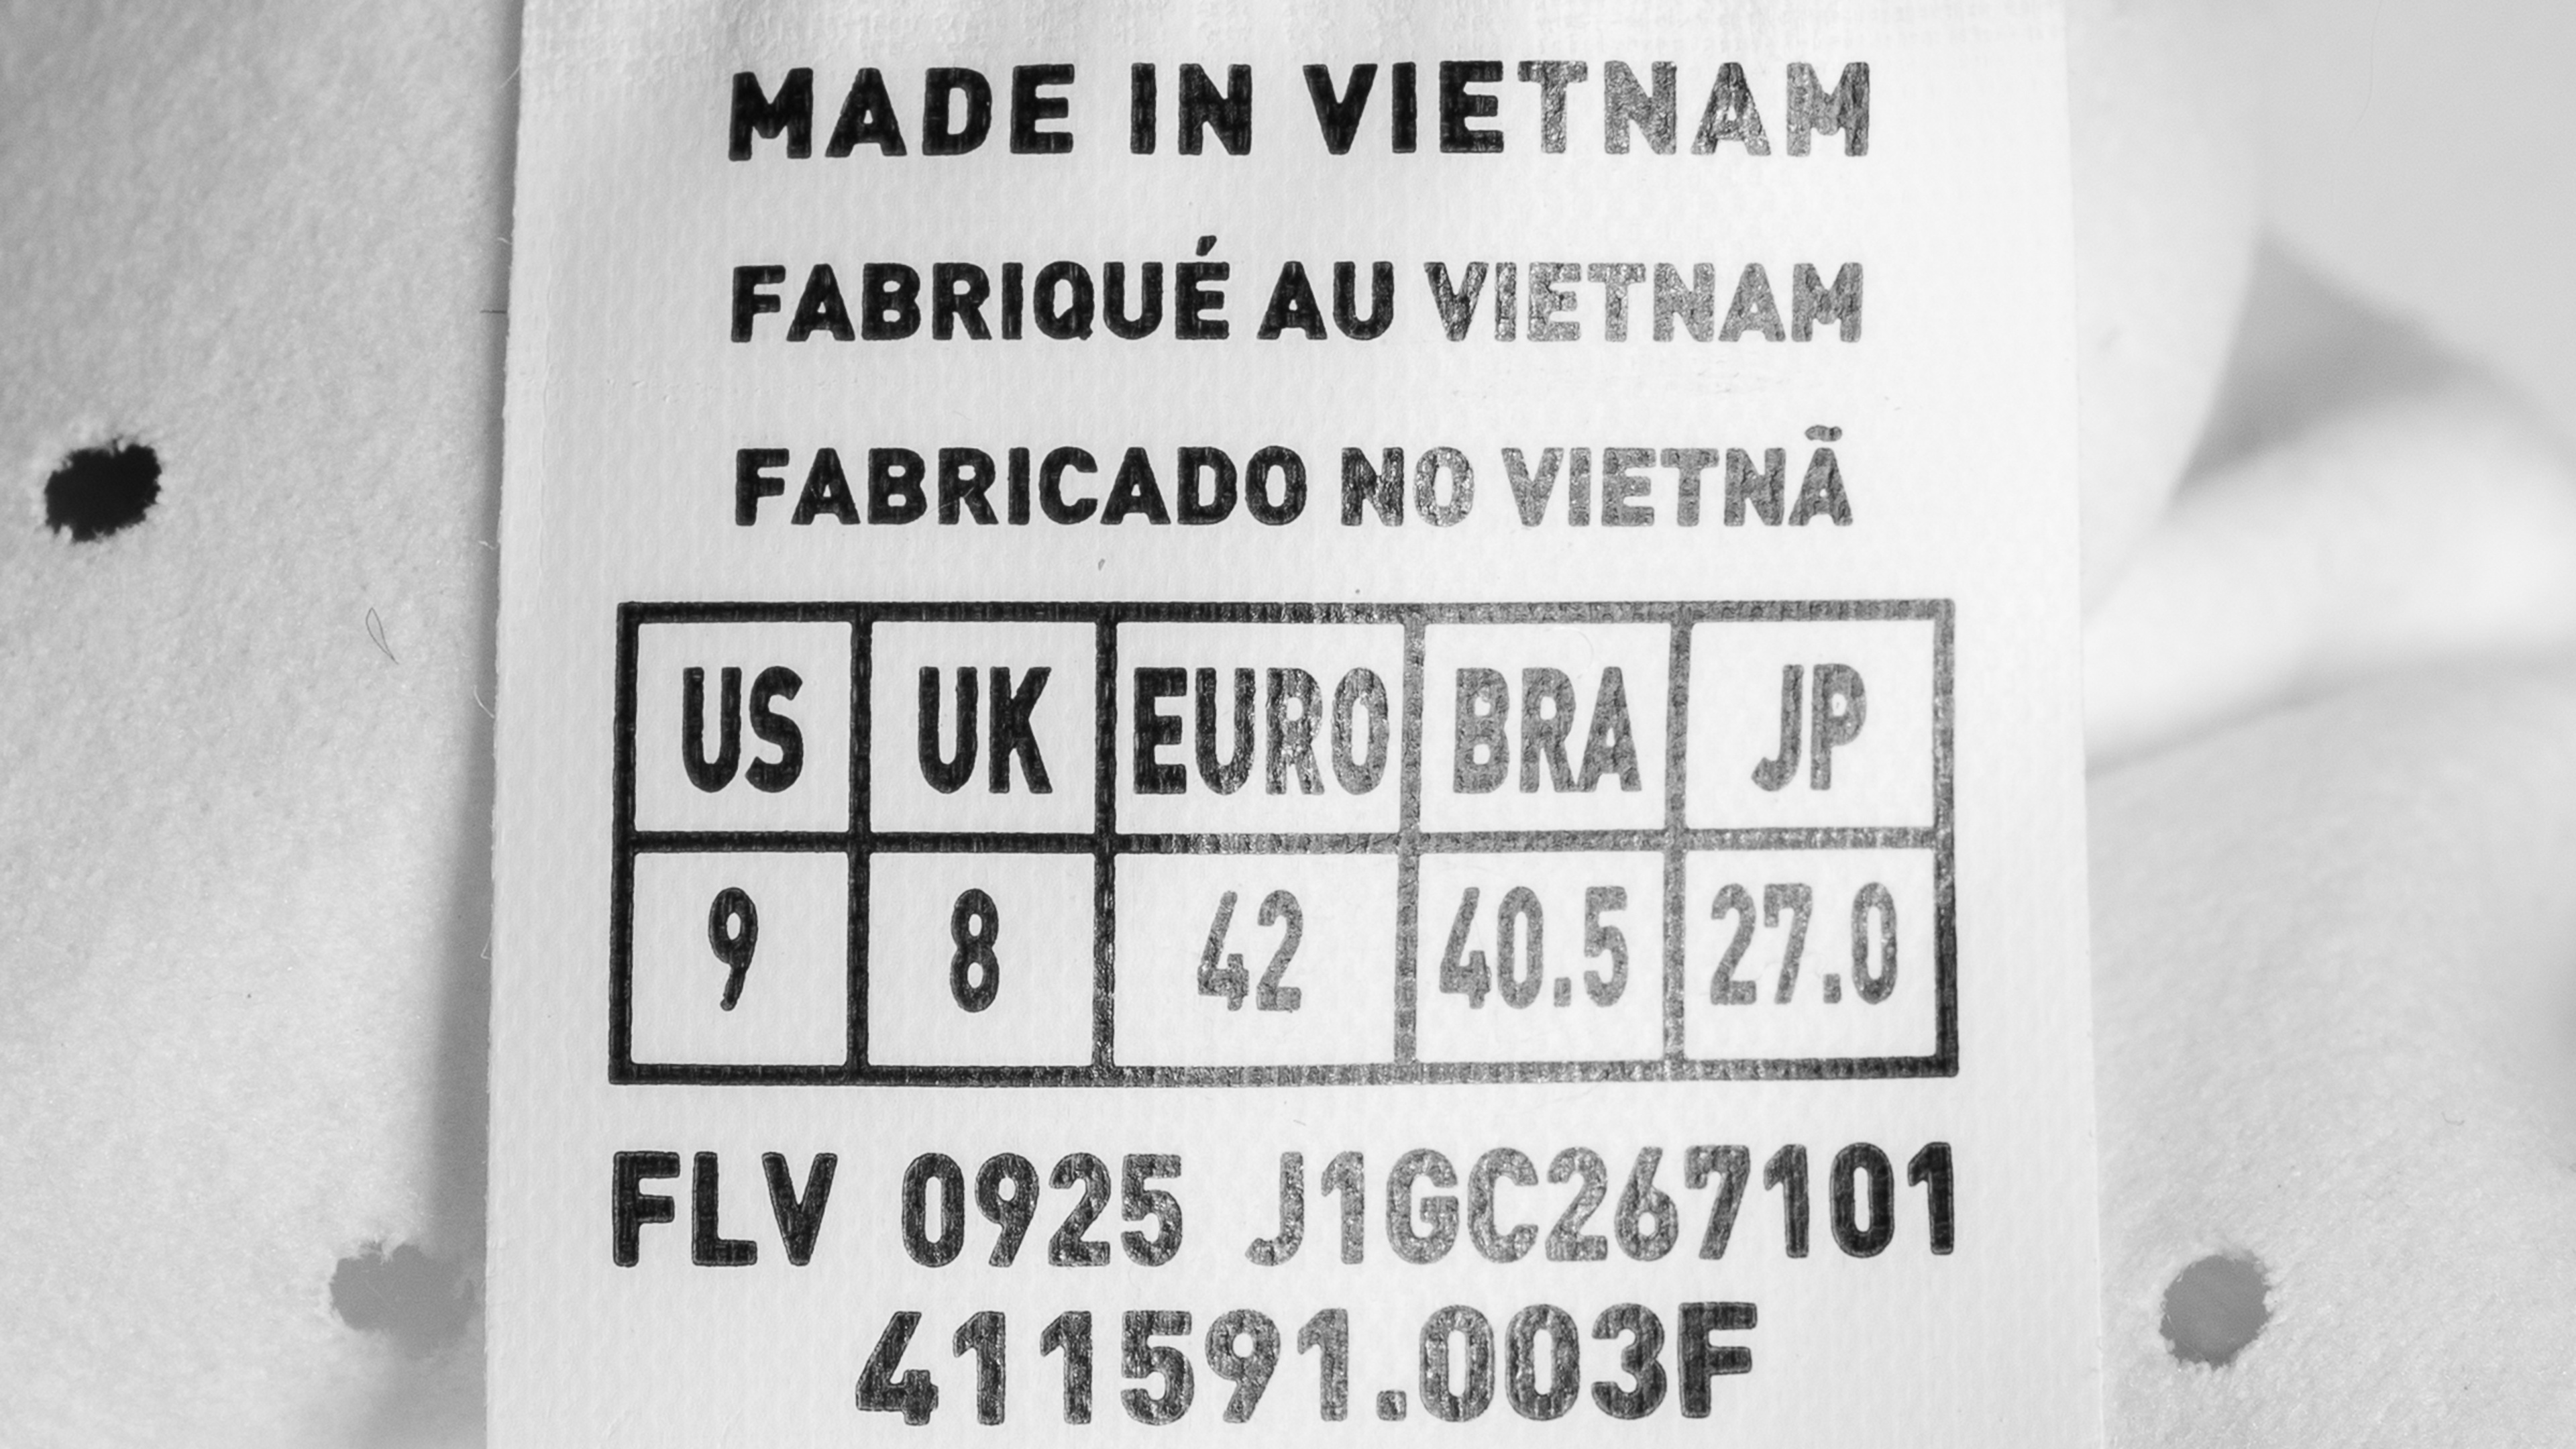 MADE IN VIETNAM
FABRIQUÉ AU VIETNAM
FABRICADO NO VIETNÃ
US UK EURO BRA JP
9 8 42 40.5 27.0
FLV 0925 J1GC267101
411591.003F